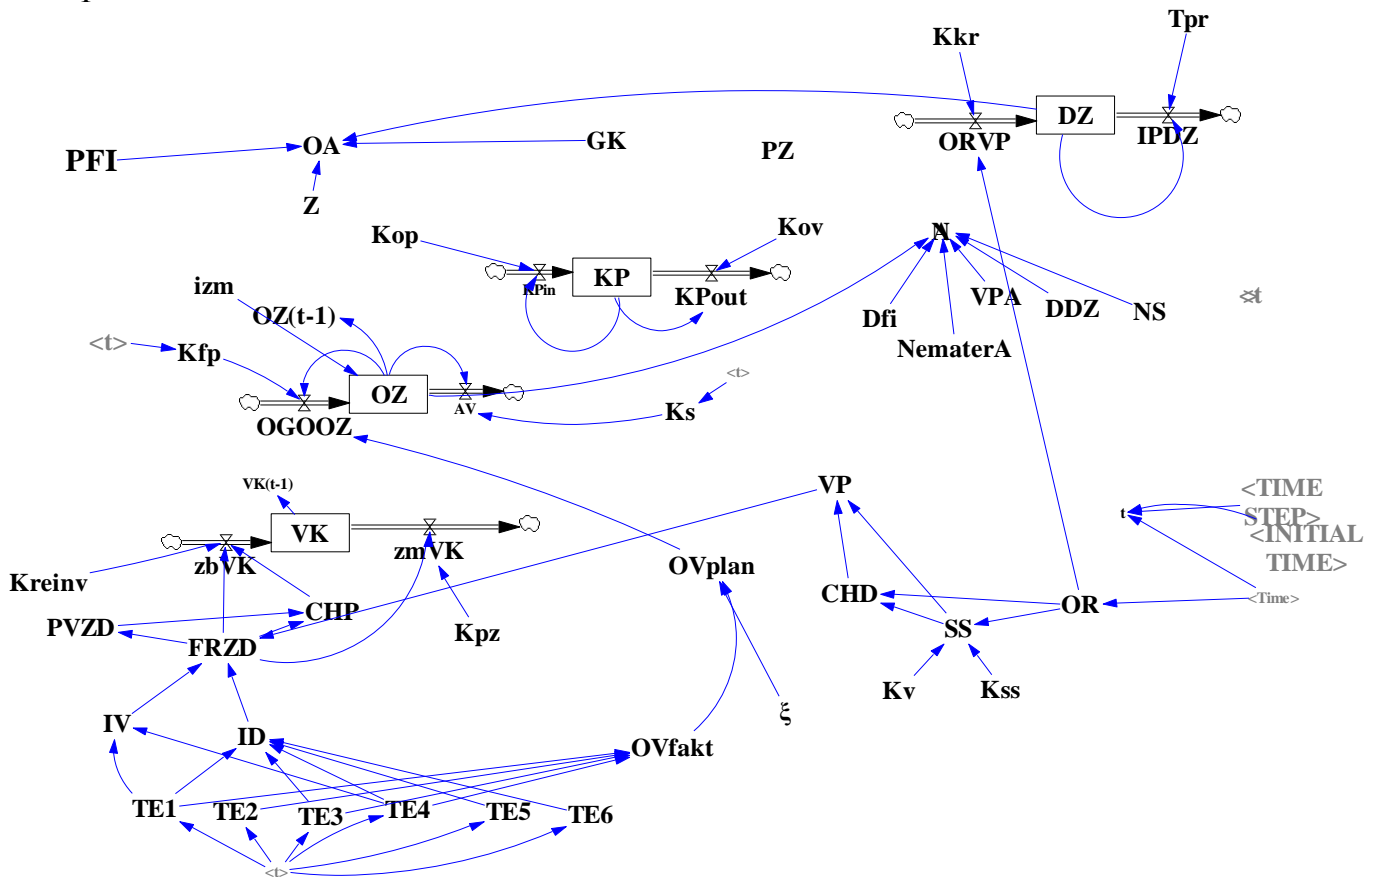 Tpr
Kkr
DZ
ORVP
IPDZ
PFI
OA
GK
PZ
Z
Kop
Kov
N
KP
KPin
KPout
izm
OZ(t-1)
VPA
DDZ
NS
Dfi
NematerA
<t>
Kfp
OZ
<t>
AV
Ks
OGOOZ
VK(t-1)
VP
<TIME
STEP>
t
VK
<INITIAL
TIME>
zbVK
zmVK
OVplan
Kreinv
CHP
CHD
OR
<Time>
PVZD
Kpz
SS
FRZD
Kv
Kss
ξ
IV
ID
OVfakt
TE1
TE2
TE3
TE4
TE5
TE6
<t>